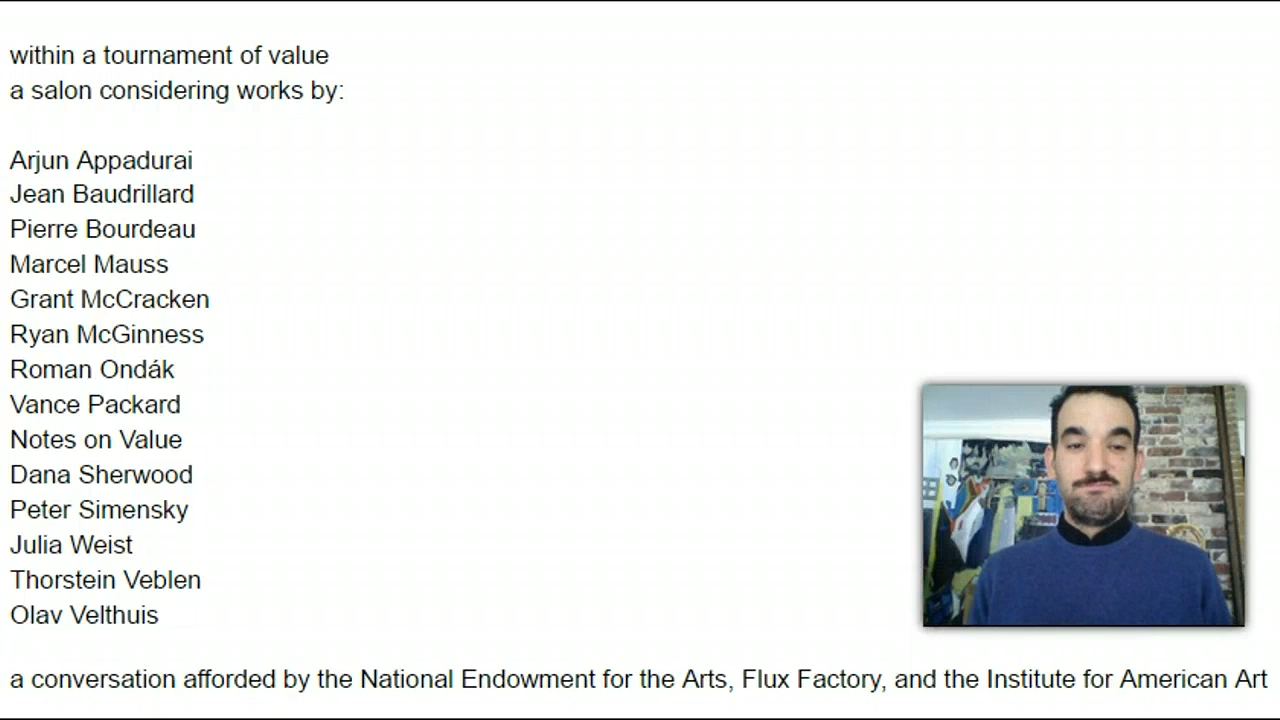 within a tournament of value
a salon considering works by:
Arjun Appadurai
Jean Baudrillard
Pierre Bourdeau
Marcel Mauss
Grant McCracken
Ryan McGinness
Roman Ondák
Vance Packard
Notes on Value
Dana Sherwood
Peter Simensky
Julia Weist
Thorstein Veblen
Olav Velthuis
a conversation afforded by the National Endowment for the Arts, Flux Factory, and the Institute for American Art